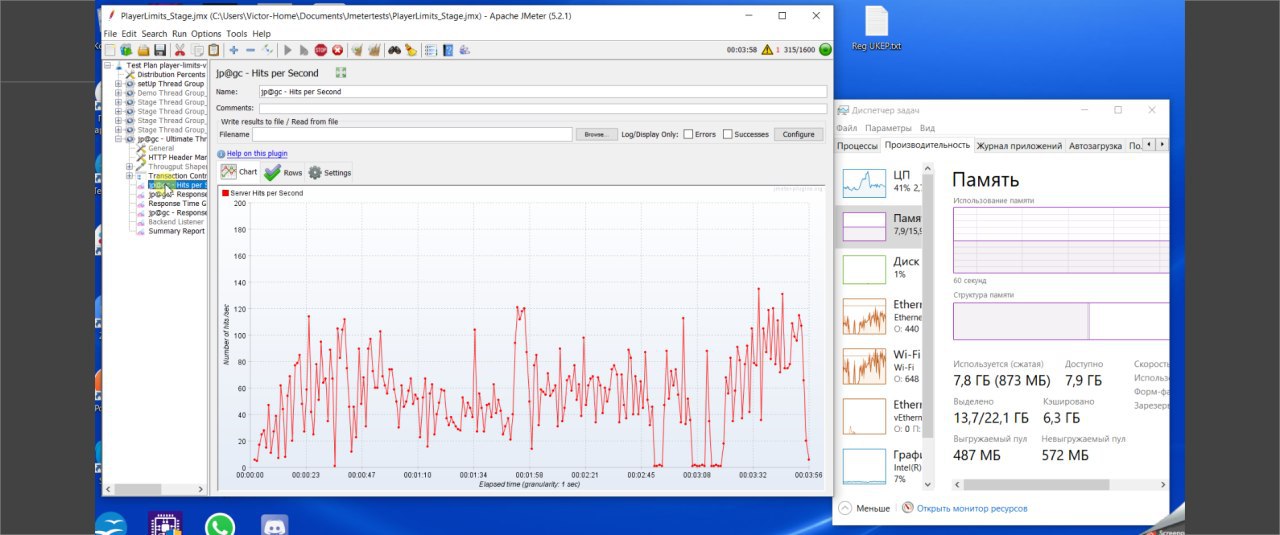 PlayerLimits_Stage.jmx (C:\Users\Victor-Home\Documents\Jmetertests\PlayerLimits_Stage.jmx) - Apache JMeter (5.2.1)
File Edit Search Run Options Tools Help
00:03:58 1 315/1600
Test Plan player-limits-v
Distribution Percents
setUp Thread Group
Demo Thread Group_
Stage Thread Group_
Stage Thread Group_
Stage Thread Group_
Stage Thread Group_
jp@gc - Ultimate Thr
General
HTTP Header Mar
Througput Shape
Transaction Contr
jp@gc - Hits per S
jp@gc - Response
Response Time G
jp@gc - Response
Backend Listener
Summary Report
jp@gc - Hits per Second
Name: jp@gc - Hits per Second
Comments:
Write results to file / Read from file
Filename Browse... Log/Display Only: Errors Successes Configure
Help on this plugin
Chart Rows Settings
Server Hits per Second
200
180
160
140
120
100
80
60
40
20
0
Number of hits /sec
00:00:00 00:00:23 00:00:47 00:01:10 00:01:34 00:01:58 00:02:21 00:02:45 00:03:08 00:03:32 00:03:56
Elapsed time (granularity: 1 sec)
Reg UKEP.txt
Диспетчер задач
Файл Параметры Вид
Процессы Производительность Журнал приложений Автозагрузка По.
ЦП
41% 2,
Памя
7,9/15,9
Диск
1%
Ethern
Etherne
О: 440
Wi-Fi
Wi-Fi
О: 648
Ethern
vEthern
О: 0 П:
Графи
Intel(R)
7%
Память
Использование памяти
60 секунд
Структура памяти
Используется (сжатая) Доступно Скорость
7,8 ГБ (873 МБ) 7,9 ГБ Использ
Форм-фа
Выделено Кэшировано Зарезер
13,7/22,1 ГБ 6,3 ГБ
Выгружаемый пул Невыгружаемый пул
487 МБ 572 МБ
Меньше Открыть монитор ресурсов